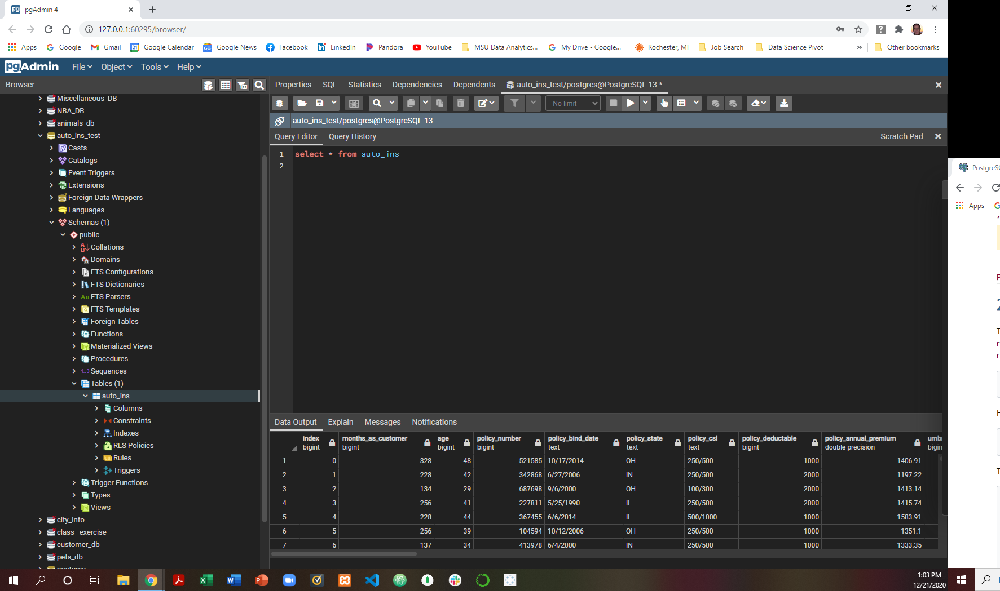 pgAdmin 4
127.0.0.1:60295/browser/
Apps Google Gmail Google Calendar Google News Facebook LinkedIn Pandora YouTube MSU Data Analytics... My Drive - Google... Rochester, MI Job Search Data Science Pivot » Other bookmarks
pgAdmin File Object Tools Help
Browser
Properties SQL Statistics Dependencies Dependents auto_ins_test/postgres@PostgreSQL 13 *
No limit
auto_ins_test/postgres@PostgreSQL 13
Query Editor Query History Scratch Pad
1 select * from auto_ins
2
Miscellaneous_DB
NBA_DB
animals_db
auto_ins_test
Casts
Catalogs
Event Triggers
Extensions
Foreign Data Wrappers
Languages
Schemas (1)
public
Collations
Domains
FTS Configurations
FTS Dictionaries
FTS Parsers
FTS Templates
Foreign Tables
Functions
Materialized Views
Procedures
Sequences
Tables (1)
auto_ins
Columns
Constraints
Indexes
RLS Policies
Rules
Triggers
Trigger Functions
Types
Views
city_info
class _exercise
customer_db
pets_db
Data Output Explain Messages Notifications
index months_as_customer age policy_number policy_bind_date policy_state policy_csl policy_deductable policy_annual_premium
bigint bigint bigint bigint text text text bigint double precision
1 0 328 48 521585 10/17/2014 OH 250/500 1000 1406.91
2 1 228 42 342868 6/27/2006 IN 250/500 2000 1197.22
3 2 134 29 687698 9/6/2000 OH 100/300 2000 1413.14
4 3 256 41 227811 5/25/1990 IL 250/500 2000 1415.74
5 4 228 44 367455 6/6/2014 IL 500/1000 1000 1583.91
6 5 256 39 104594 10/12/2006 OH 250/500 1000 1351.1
7 6 137 34 413978 6/4/2000 IN 250/500 1000 1333.35
1:03 PM
12/21/2020
Apps